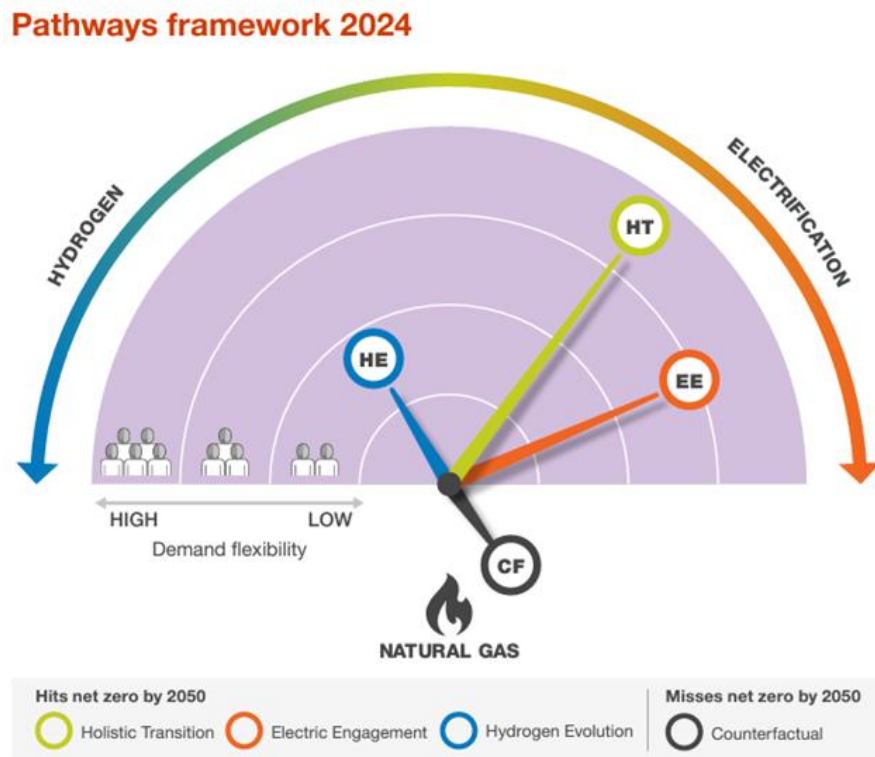 Pathways framework 2024
HYDROGEN
ELECTRIFICATION
HT
HE
EE
HIGH
LOW
Demand flexibility
CF
NATURAL GAS
Hits net zero by 2050
Holistic Transition
Electric Engagement
Hydrogen Evolution
Misses net zero by 2050
Counterfactual